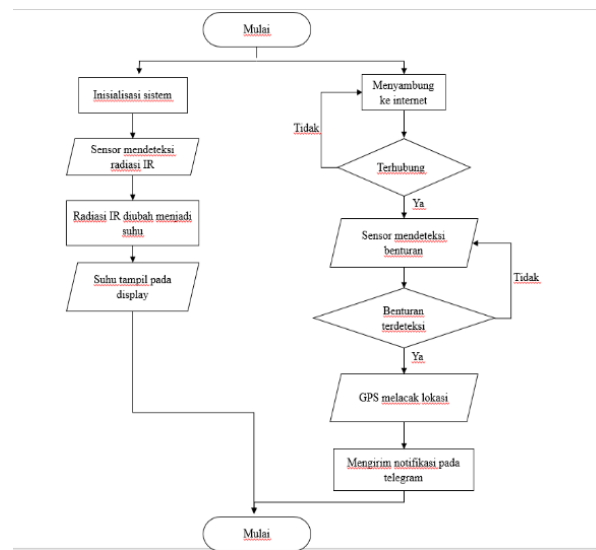 Mulai
Inisialisasi sistem
Sensor mendeteksi
radiasi IR
Radiasi IR diubah menjadi
suhu
Suhu tampil pada
display
Menyambung
ke internet
Tidak
Terhubung
Ya
Sensor mendeteksi
benturan
Tidak
Benturan
terdeteksi
Ya
GPS melacak lokasi
Mengirim notifikasi pada
telegram
Mulai